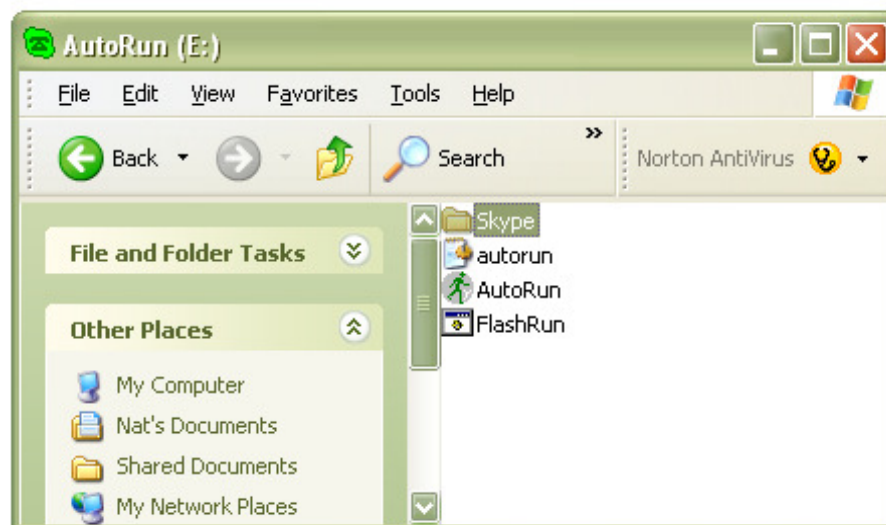 AutoRun (E:)
File Edit View Favorites Tools Help
Back Search » Norton AntiVirus
File and Folder Tasks
Other Places
My Computer
Nat's Documents
Shared Documents
My Network Places
Skype
autorun
AutoRun
FlashRun